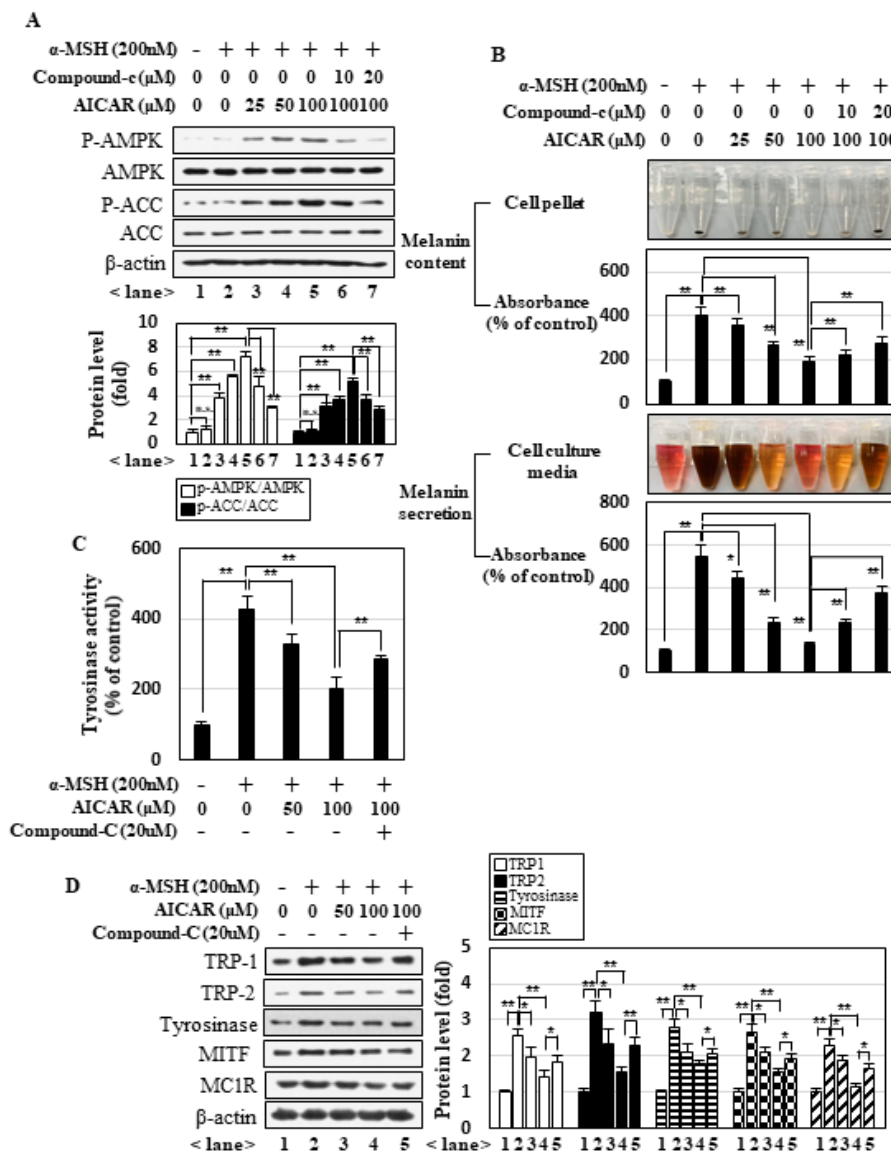 A
α-MSH (200nM) - + + + + + +
Compound-c (μM) 0 0 0 0 0 10 20
AICAR (μM) 0 0 25 50 100 100 100
P-AMPK
AMPK
P-ACC
ACC
β-actin
< lane> 1 2 3 4 5 6 7
Protein level
(fold)
10
8
6
4
2
0
** ** ** n.s. ** ** **
** ** ** n.s. ** **
< lane> 1 2 3 4 5 6 7 1 2 3 4 5 6 7
p-AMPK/AMPK
p-ACC/ACC
B
α-MSH (200nM) - + + + + + +
Compound-c (μM) 0 0 0 0 0 10 20
AICAR (μM) 0 0 25 50 100 100 100
Melanin
content
Cell pellet
Absorbance
(% of control)
600
400
200
0
** ** ** ** ** **
Melanin
secretion
Cell culture
media
Absorbance
(% of control)
800
600
400
200
0
** * ** ** ** **
C
Tyrosinase activity
(% of control)
600
400
200
0
** ** ** **
α-MSH (200nM) - + + + +
AICAR (μM) 0 0 50 100 100
Compound-C (20uM) - - - - +
D
α-MSH (200nM) - + + + +
AICAR (μM) 0 0 50 100 100
Compound-C (20uM) - - - - +
TRP-1
TRP-2
Tyrosinase
MITF
MC1R
β-actin
< lane> 1 2 3 4 5
TRP1
TRP2
Tyrosinase
MITF
MC1R
Protein level (fold)
5
4
3
2
1
0
** * ** *
** * ** **
** * ** *
** * ** *
** * ** *
< lane> 1 2 3 4 5 1 2 3 4 5 1 2 3 4 5 1 2 3 4 5 1 2 3 4 5